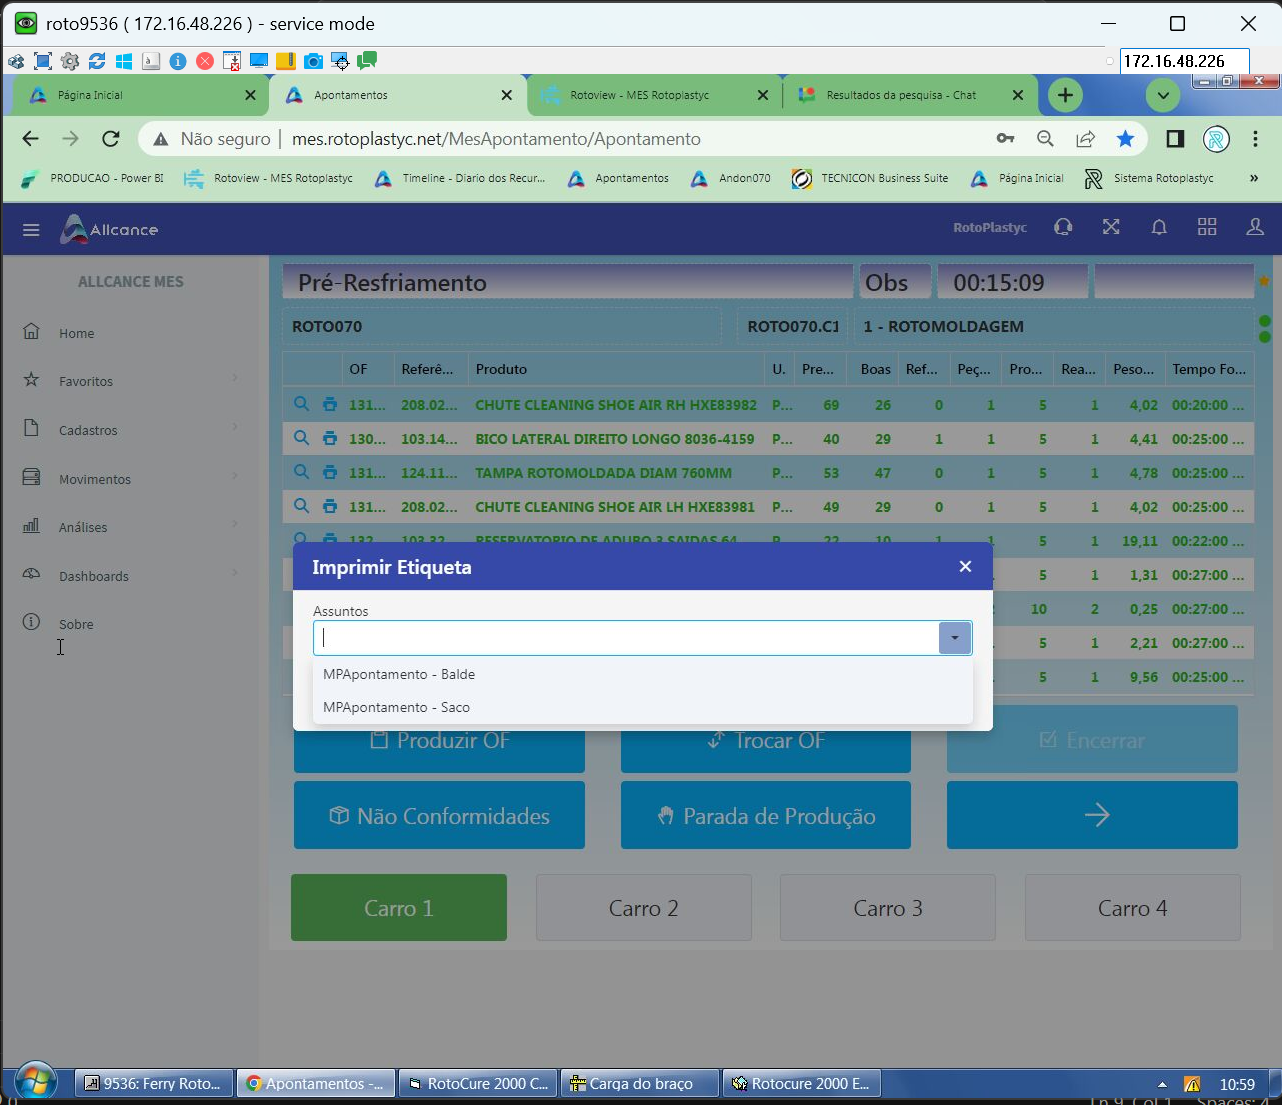 roto9536 ( 172.16.48.226 ) - service mode
172.16.48.226
Página Inicial
Apontamentos
Rotoview - MES Rotoplastyc
Resultados da pesquisa - Chat
Não seguro
mes.rotoplastyc.net/MesApontamento/Apontamento
PRODUCAO - Power BI
Rotoview - MES Rotoplastyc
Timeline - Diario dos Recur...
Apontamentos
Andon070
TECNICON Business Suite
Página Inicial
Sistema Rotoplastyc
»
Allcance
RotoPlastyc
ALLCANCE MES
Home
Favoritos
Cadastros
Movimentos
Análises
Dashboards
Sobre
Pré-Resfriamento Obs 00:15:09
ROTO070 ROTO070.C1 1 - ROTOMOLDAGEM
OF Referê... Produto U. Pre... Boas Ref... Peç... Pro... Rea... Peso... Tempo Fo...
131... 208.02... CHUTE CLEANING SHOE AIR RH HXE83982 P... 69 26 0 1 5 1 4,02 00:20:00 ...
130... 103.14... BICO LATERAL DIREITO LONGO 8036-4159 P... 40 29 1 1 5 1 4,41 00:25:00 ...
131... 124.11... TAMPA ROTOMOLDADA DIAM 760MM P... 53 47 0 1 5 1 4,78 00:25:00 ...
131... 208.02... CHUTE CLEANING SHOE AIR LH HXE83981 P... 49 29 0 1 5 1 4,02 00:25:00 ...
132... 103.32... RESERVATORIO DE ADUBO 3 SAIDAS 64... P... 22 10 1 1 5 1 19,11 00:22:00 ...
5 1 1,31 00:27:00 ...
10 2 0,25 00:27:00 ...
5 1 2,21 00:27:00 ...
5 1 9,56 00:25:00 ...
Imprimir Etiqueta
Assuntos
MPApontamento - Balde
MPApontamento - Saco
Produzir OF
Trocar OF
Encerrar
Não Conformidades
Parada de Produção
Carro 1
Carro 2
Carro 3
Carro 4
9536: Ferry Roto...
Apontamentos -...
RotoCure 2000 C...
Carga do braço
Rotocure 2000 E...
10:59